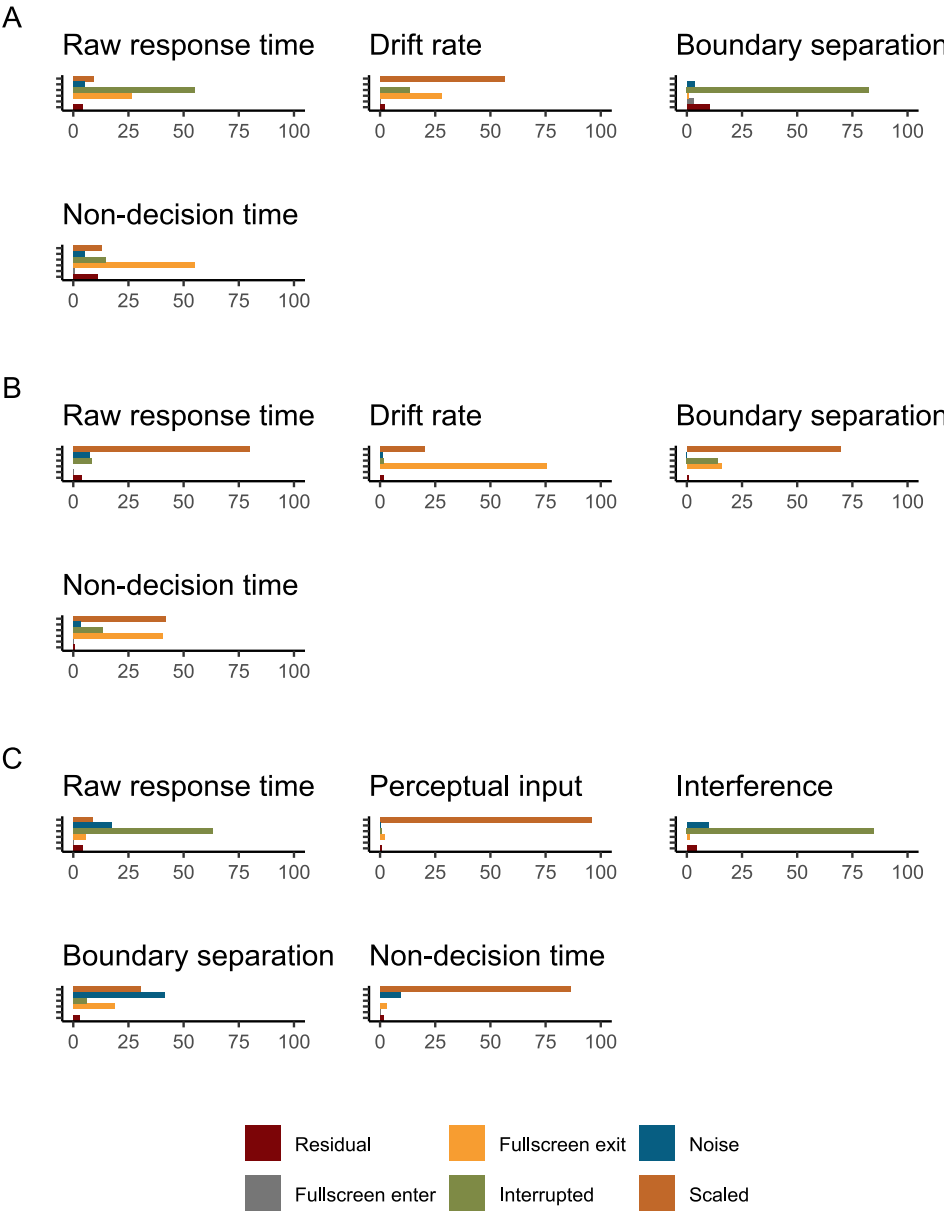 A
Raw response time Drift rate Boundary separation
0 25 50 75 100 0 25 50 75 100 0 25 50 75 100
Non-decision time
0 25 50 75 100
B
Raw response time Drift rate Boundary separation
0 25 50 75 100 0 25 50 75 100 0 25 50 75 100
Non-decision time
0 25 50 75 100
C
Raw response time Perceptual input Interference
0 25 50 75 100 0 25 50 75 100 0 25 50 75 100
Boundary separation Non-decision time
0 25 50 75 100 0 25 50 75 100
Residual Fullscreen exit Noise
Fullscreen enter Interrupted Scaled